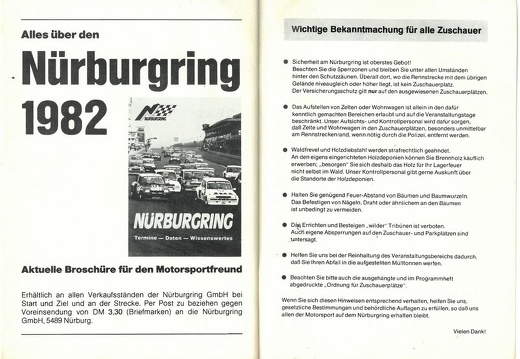 Alles über den
Nürburgring
1982
NÜRBURGRING
NÜRBURGRING
Termine – Daten – Wissenswertes
Aktuelle Broschüre für den Motorsportfreund
Erhältlich an allen Verkaufsständen der Nürburgring GmbH bei
Start und Ziel und an der Strecke. Per Post zu beziehen gegen
Voreinsendung von DM 3,30 (Briefmarken) an die Nürburgring
GmbH, 5489 Nürburg.
Wichtige Bekanntmachung für alle Zuschauer
Sicherheit am Nürburgring ist oberstes Gebot!
Beachten Sie die Sperrzonen und bleiben Sie unter allen Umständen
hinter den Schutzzäunen. Überall dort, wo die Rennstrecke mit dem übrigen
Gelände niveaugleich oder höher liegt, ist kein Zuschauerplatz.
Der Versicherungsschutz gilt nur auf den ausgewiesenen Zuschauerplätzen.
Das Aufstellen von Zelten oder Wohnwagen ist allein in den dafür
kenntlich gemachten Bereichen erlaubt und auf die Veranstaltungstage
beschränkt. Unser Aufsichts- und Kontrollpersonal wird dafür sorgen,
daß Zelte und Wohnwagen in den Zuschauerplätzen, besonders unmittelbar
am Rennstreckenrand, wenn nötig durch die Polizei, entfernt werden.
Waldfrevel und Holzdiebstahl werden strafrechtlich geahndet.
An den eigens eingerichteten Holzdeponien können Sie Brennholz käuflich
erwerben; „besorgen“ Sie sich deshalb das Holz für Ihr Lagerfeuer
nicht selbst im Wald. Unser Kontrollpersonal gibt gerne Auskunft über
die Standorte der Holzdeponien.
Halten Sie genügend Feuer-Abstand von Bäumen und Baumwurzeln.
Das Befestigen von Nägeln, Draht oder ähnlichem an den Bäumen
ist unbedingt zu vermeiden.
Das Errichten und Besteigen „wilder“ Tribünen ist verboten.
Auch eigene Absperrungen auf den Zuschauer- und Parkplätzen sind
untersagt.
Helfen Sie uns bei der Reinhaltung des Veranstaltungsbereiches dadurch,
daß Sie Ihren Abfall in die aufgestellten Mülltonnen werfen.
Beachten Sie bitte auch die ausgehängte und im Programmheft
abgedruckte „Ordnung für Zuschauerplätze“.
Wenn Sie sich diesen Hinweisen entsprechend verhalten, helfen Sie uns,
gesetzliche Bestimmungen und behördliche Auflagen zu erfüllen; so daß uns
allen der Motorsport auf dem Nürburgring erhalten bleibt.
Vielen Dank!